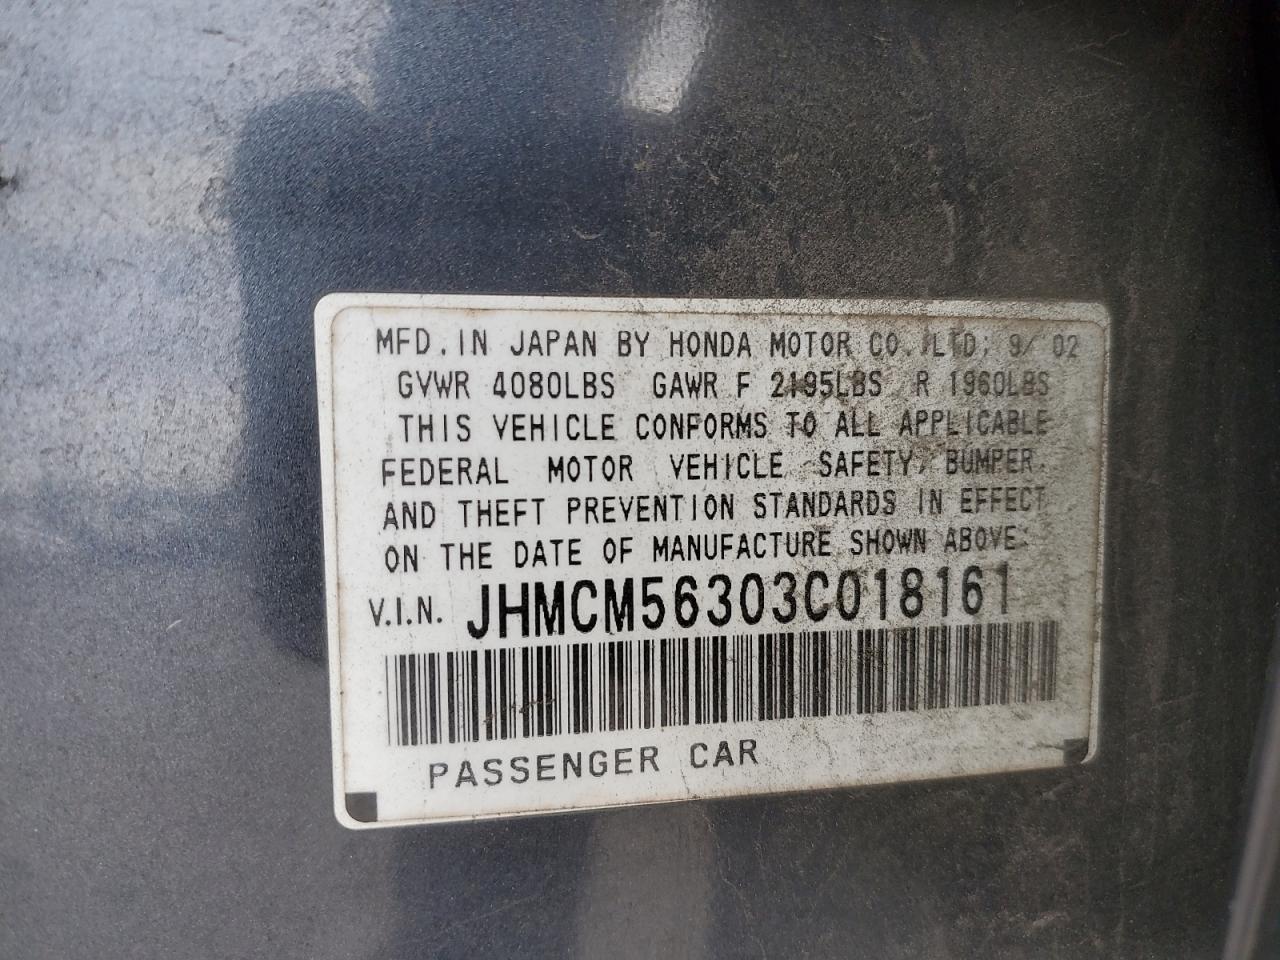 MFD. IN JAPAN BY HONDA MOTOR CO., LTD; 9/ 02
GVWR 4080LBS GAWR F 2195LBS R 1960LBS
THIS VEHICLE CONFORMS TO ALL APPLICABLE
FEDERAL MOTOR VEHICLE SAFETY, BUMPER,
AND THEFT PREVENTION STANDARDS IN EFFECT
ON THE DATE OF MANUFACTURE SHOWN ABOVE.
V.I.N. JHMCM56303C018161
PASSENGER CAR